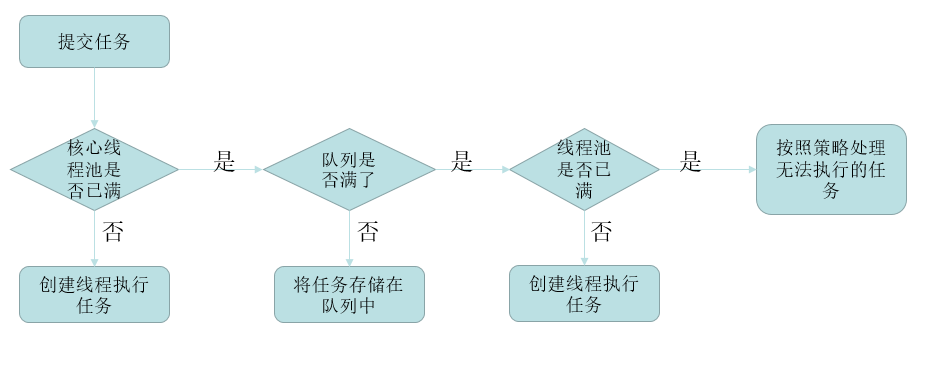 提交任务
核心线
程池是
否已满
是
队列是
否满了
是
线程池
是否已
满
是
按照策略处理
无法执行的任
务
否
否
否
创建线程执行
任务
将任务存储在
队列中
创建线程执行
任务